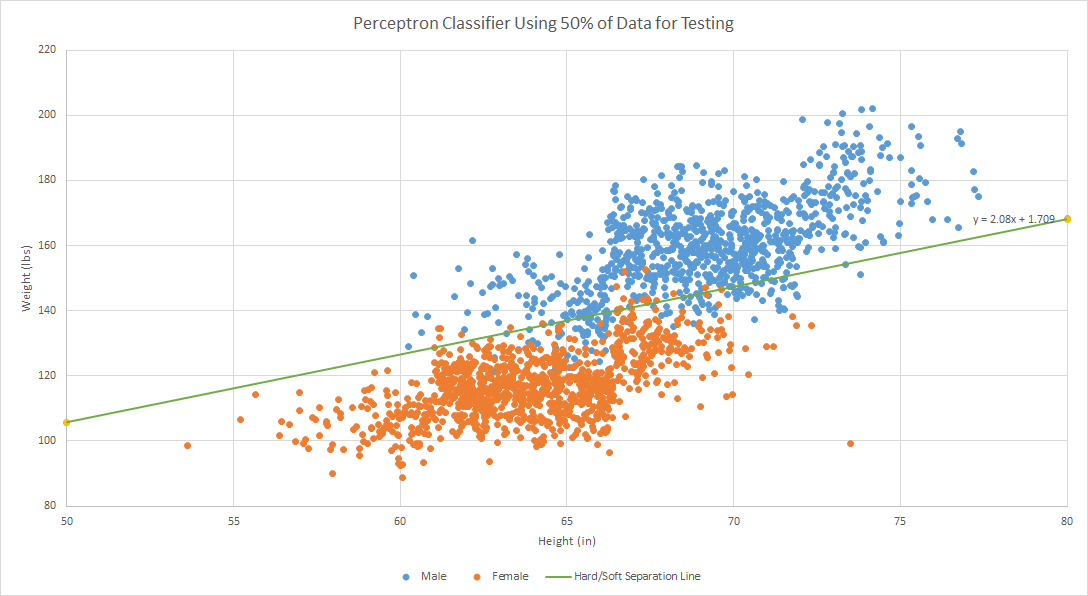 Perceptron Classifier Using 50% of Data for Testing
220
200
180
160
140
120
100
80
Weight (lbs)
y = 2.08x + 1.709
50 55 60 65 70 75 80
Height (in)
Male Female Hard/Soft Separation Line